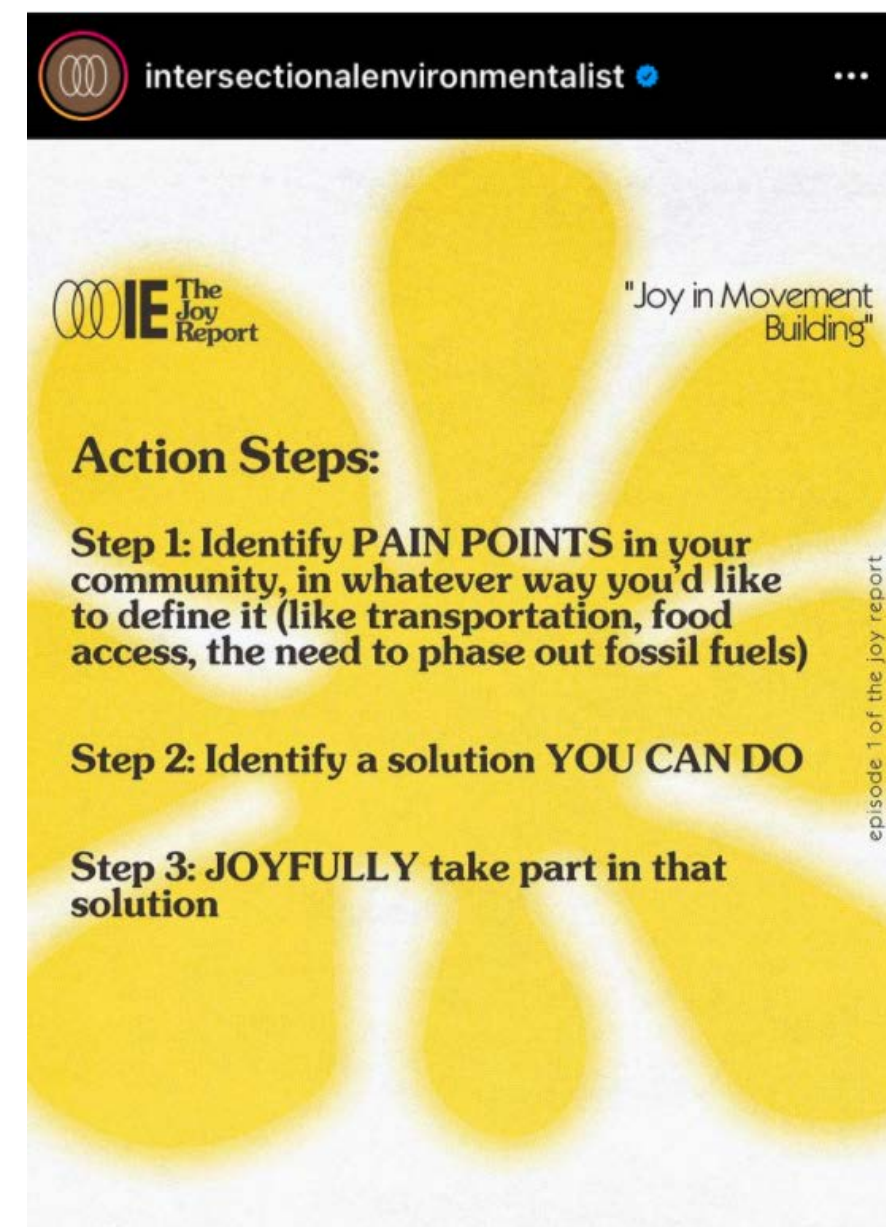 intersectionalenvironmentalist
IE The
Joy
Report
"Joy in Movement
Building"
Action Steps:
Step 1: Identify PAIN POINTS in your
community, in whatever way you'd like
to define it (like transportation, food
access, the need to phase out fossil fuels)
Step 2: Identify a solution YOU CAN DO
Step 3: JOYFULLY take part in that
solution
episode 1 of the joy report